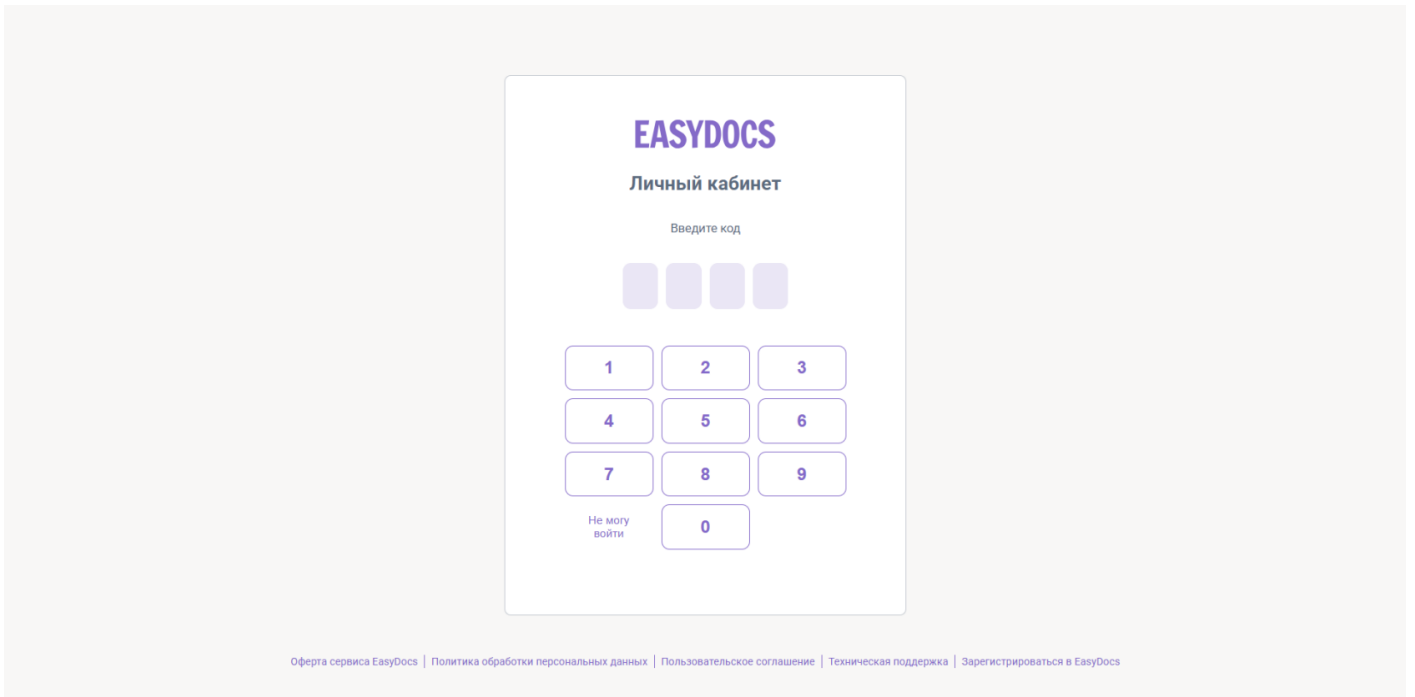 EASYDOCS
Личный кабинет
Введите код
1 2 3
4 5 6
7 8 9
Не могу
войти
0
Оферта сервиса EasyDocs | Политика обработки персональных данных | Пользовательское соглашение | Техническая поддержка | Зарегистрироваться в EasyDocs